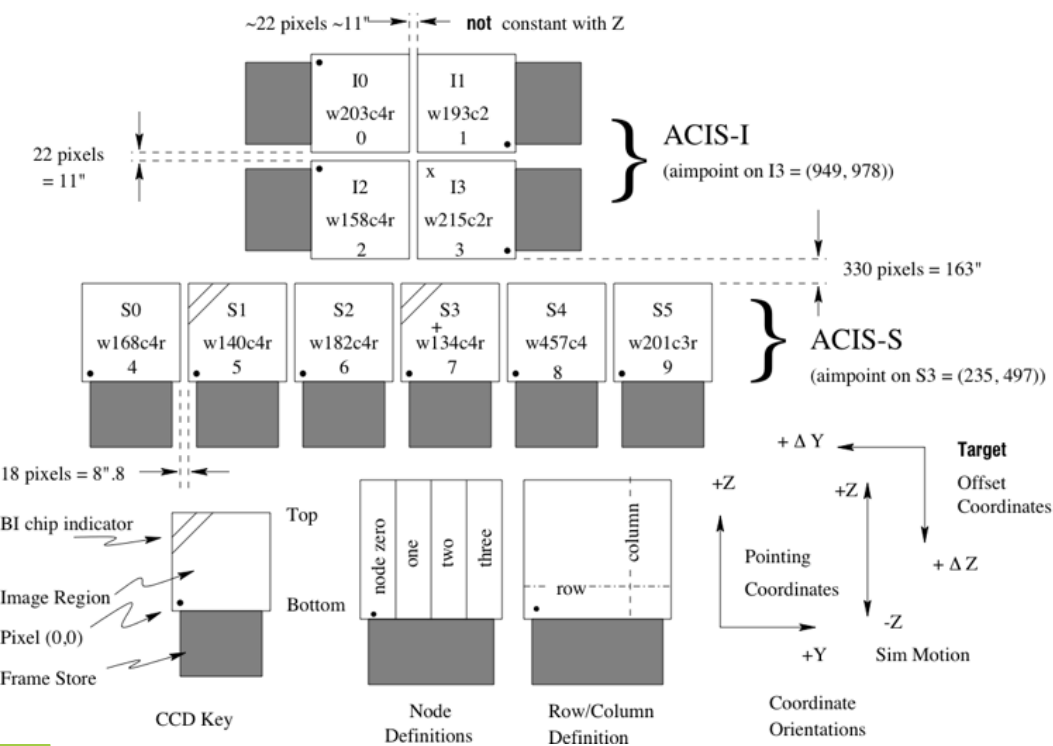 ~22 pixels ~11"
not constant with Z
I0
w203c4r
0
I1
w193c2
1
ACIS-I
(aimpoint on I3 = (949, 978))
22 pixels
= 11"
I2
w158c4r
2
x
I3
w215c2r
3
330 pixels = 163"
S0
w168c4r
4
S1
w140c4r
5
S2
w182c4r
6
S3
+
w134c4r
7
S4
w457c4
8
S5
w201c3r
9
ACIS-S
(aimpoint on S3 = (235, 497))
18 pixels = 8".8
BI chip indicator
Image Region
Pixel (0,0)
Frame Store
Top
Bottom
CCD Key
node zero
one
two
three
Node
Definitions
row
column
Row/Column
Definition
+Z
Pointing
Coordinates
+Y
+ Δ Y
+Z
-Z
Sim Motion
Target
Offset
Coordinates
+ Δ Z
Coordinate
Orientations